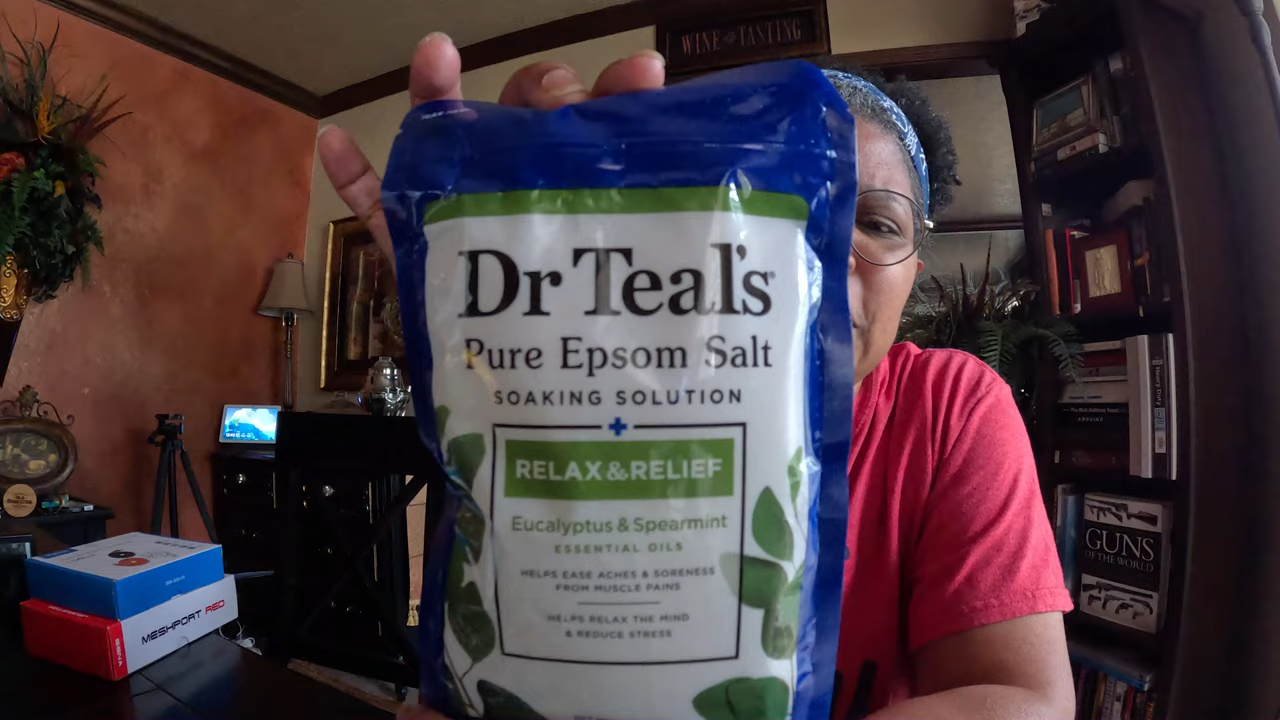 WINE TASTING
Dr Teal's
Pure Epsom Salt
SOAKING SOLUTION
RELAX & RELIEF
Eucalyptus & Spearmint
ESSENTIAL OILS
HELPS EASE ACHES & SORENESS
FROM MUSCLE PAINS
HELPS RELAX THE MIND
& REDUCE STRESS
MESHPORT RED
SENA
GUNS
OF THE WORLD